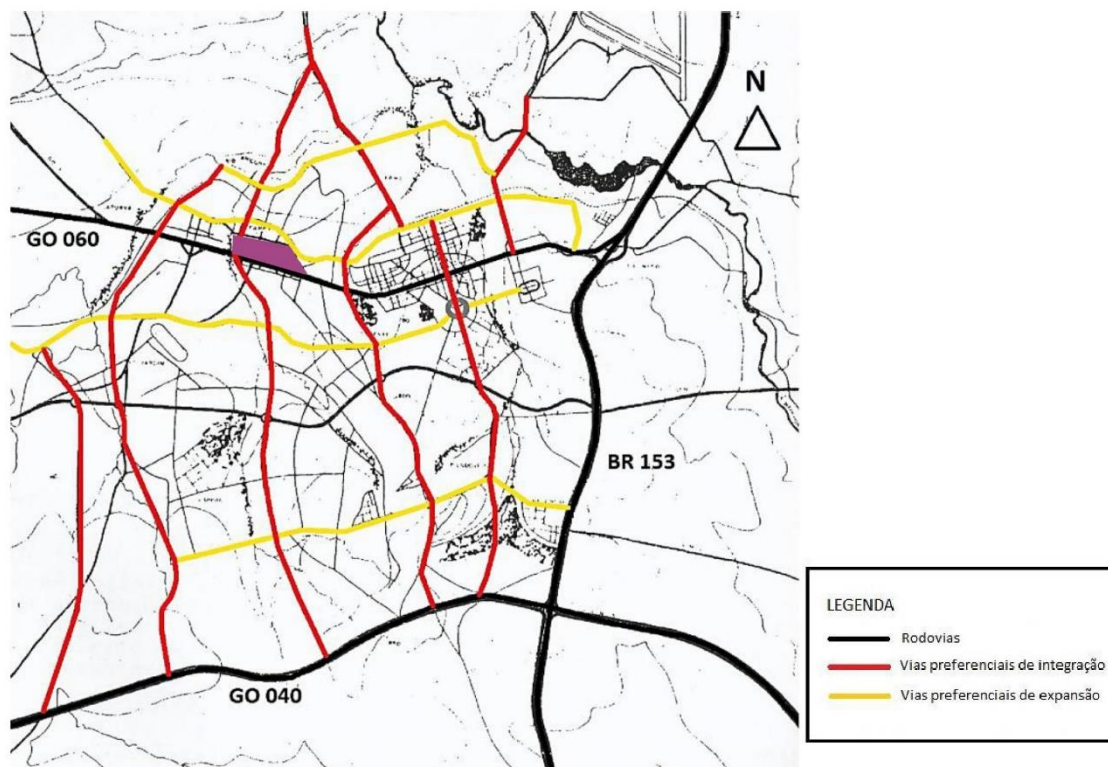 N
GO 060
BR 153
GO 040
LEGENDA
Rodovias
Vias preferenciais de integração
Vias preferenciais de expansão